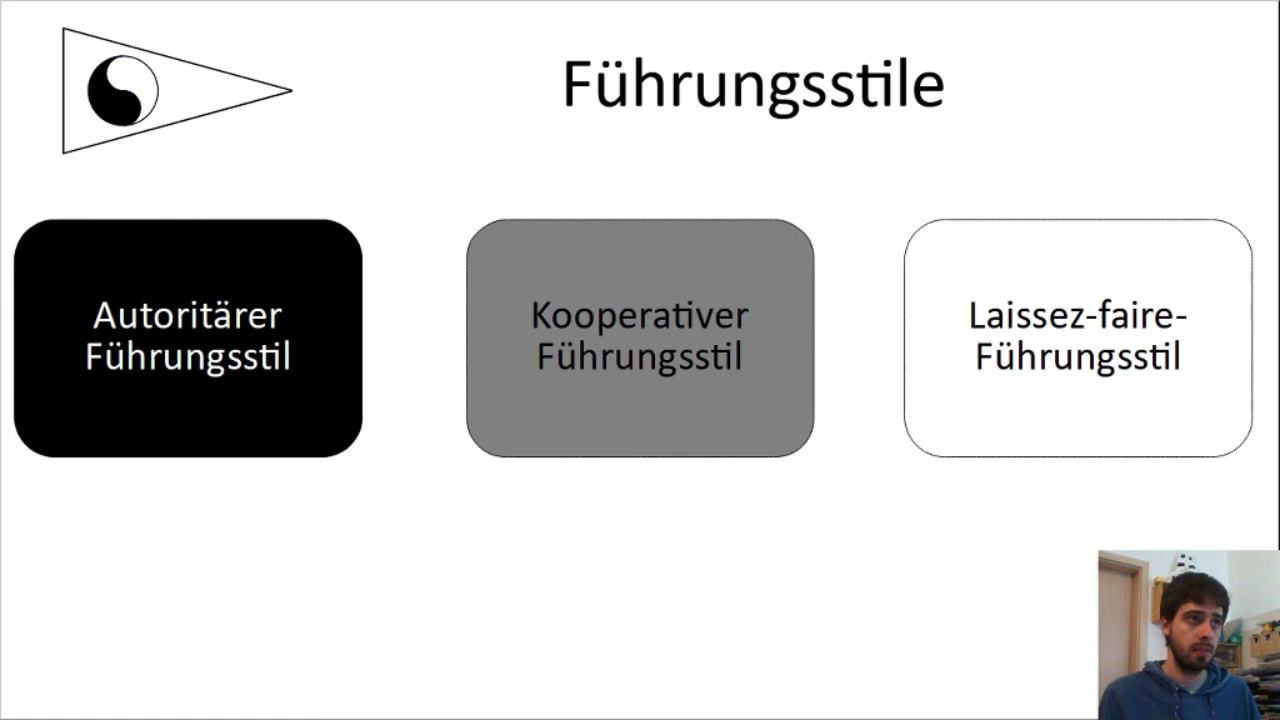 Führungsstile
Autoritärer
Führungsstil
Kooperativer
Führungsstil
Laissez-faire-
Führungsstil